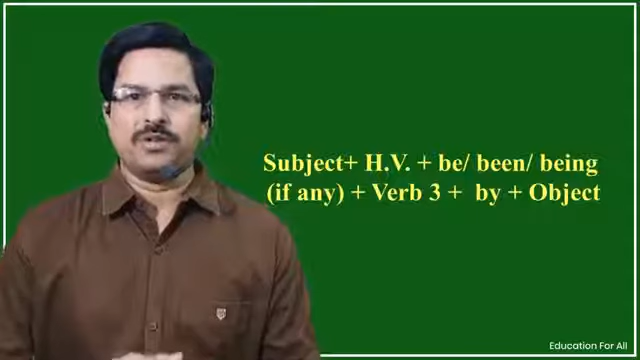 Subject+ H.V. + be/ been/ being
(if any) + Verb 3 + by + Object
Education For All